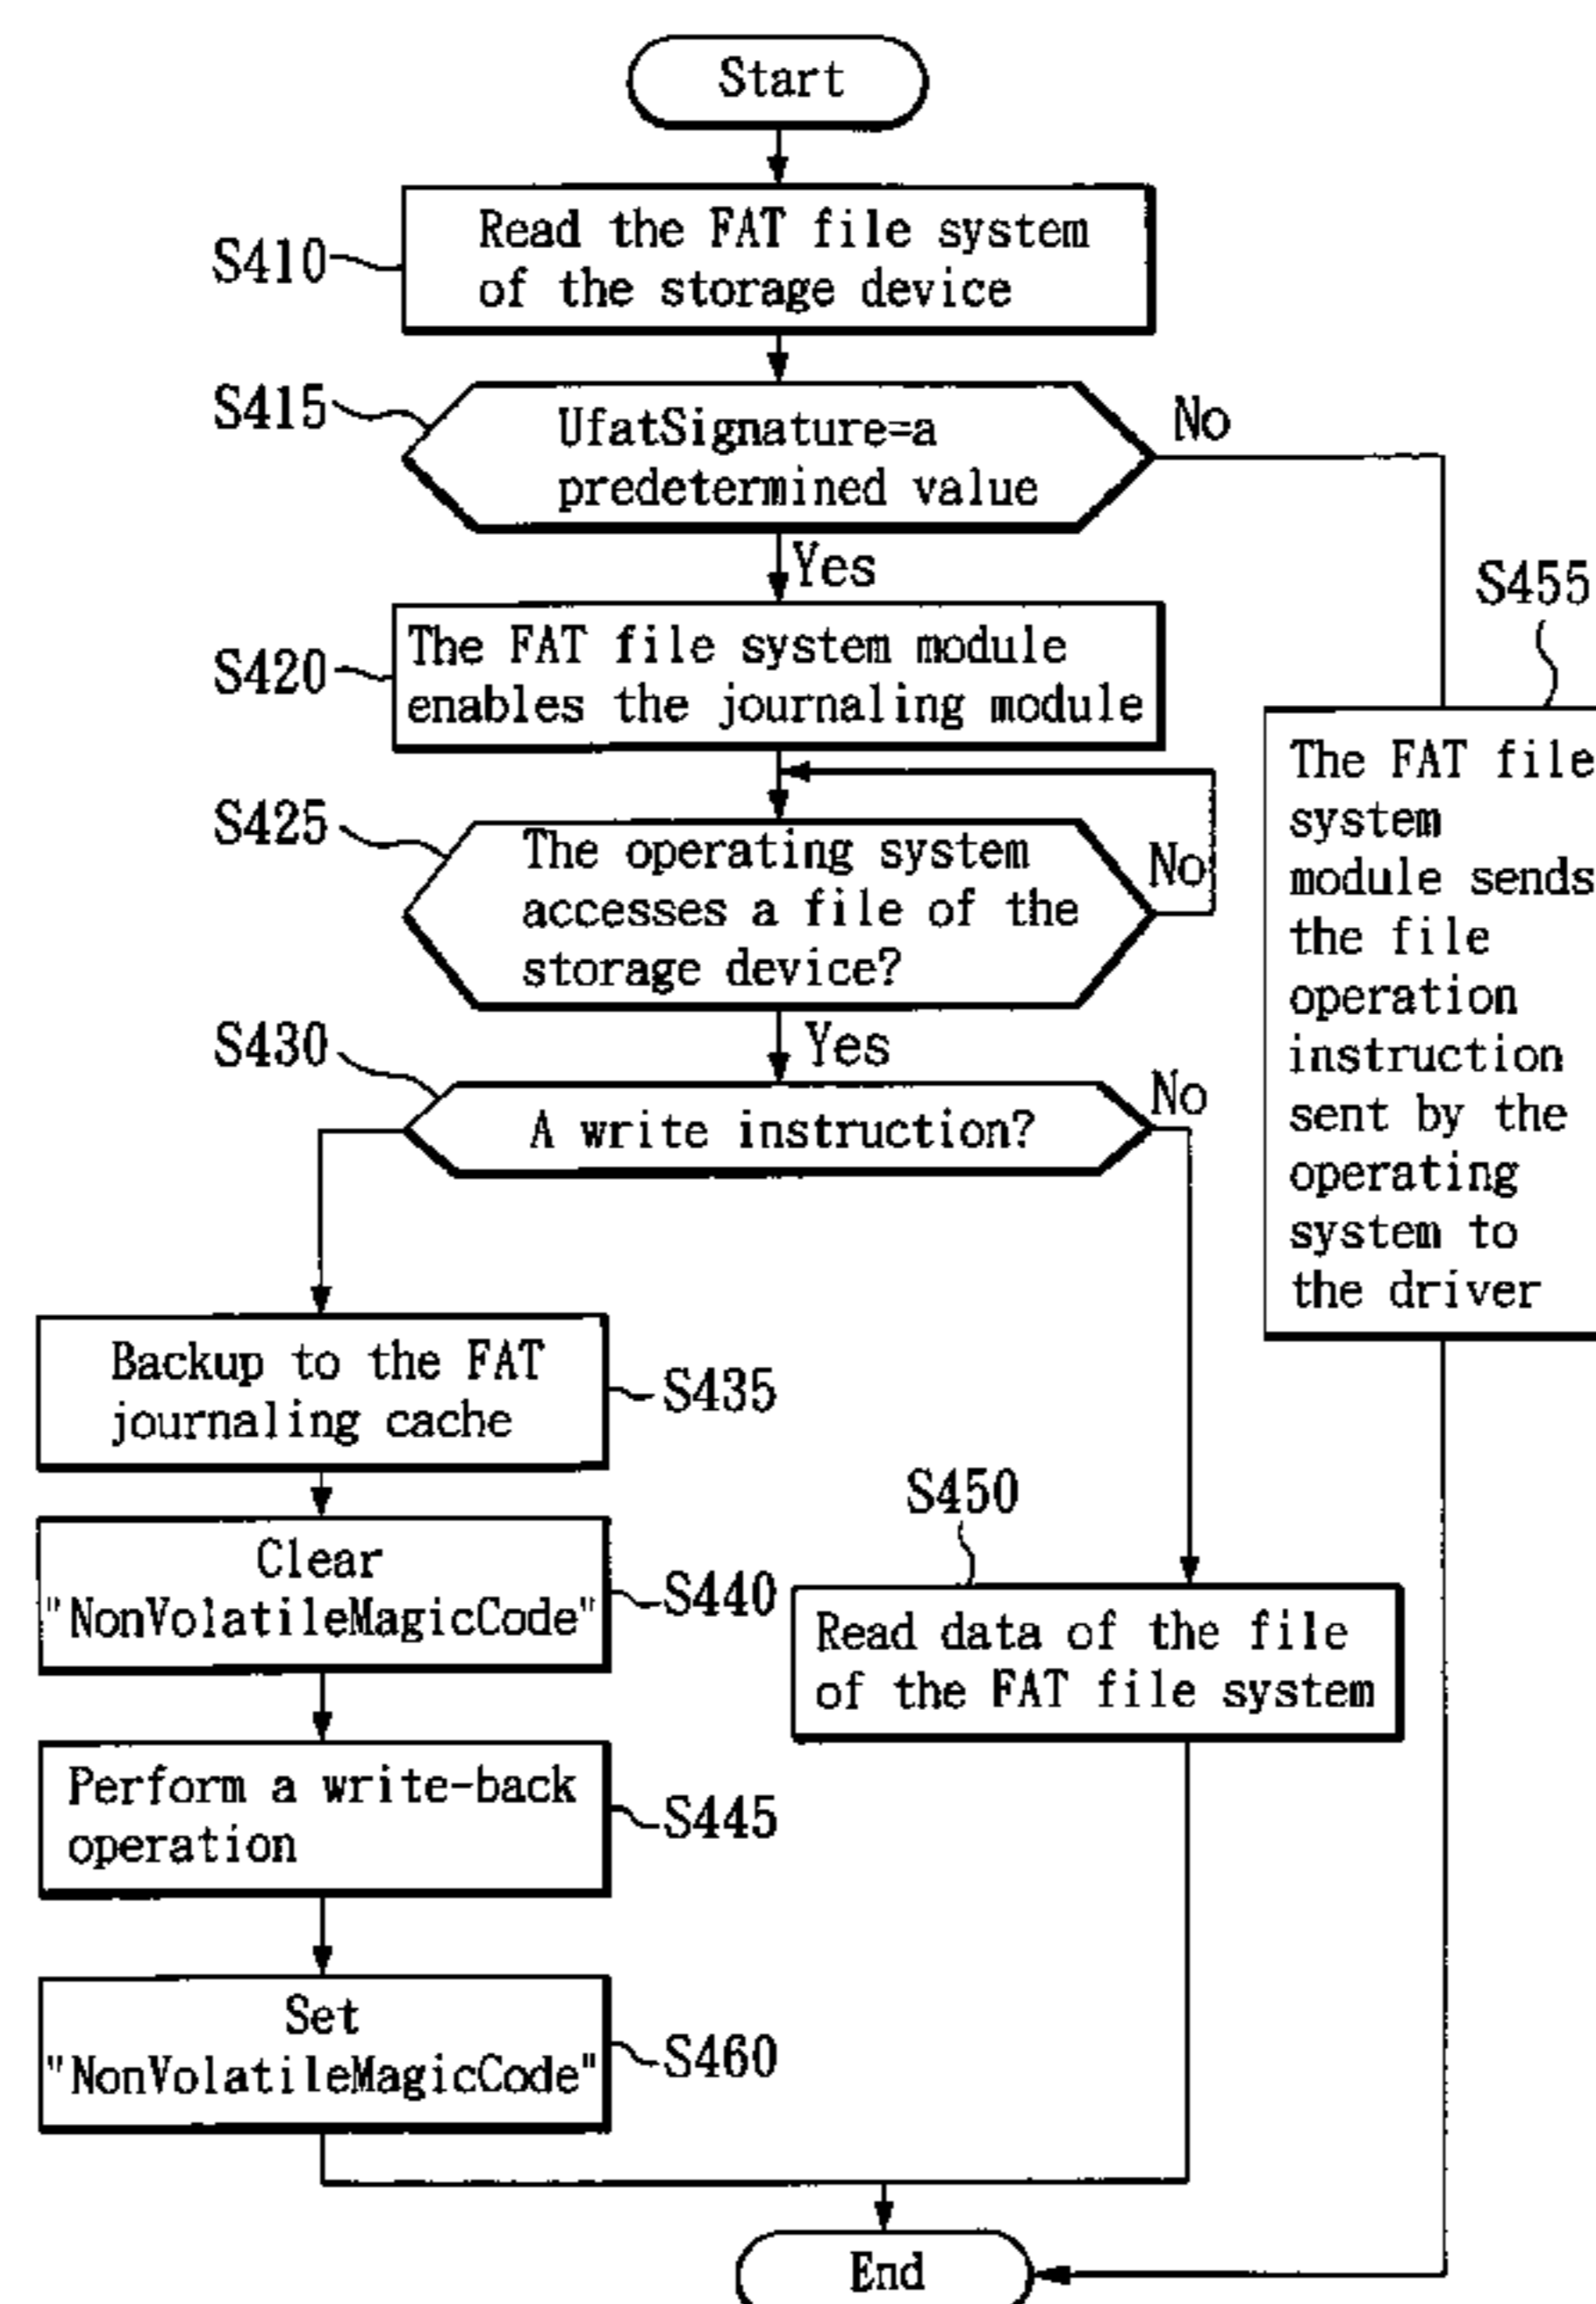 Start
S410
Read the FAT file system
of the storage device
S415
UfatSignature=a
predetermined value
No
Yes
S420
The FAT file system module
enables the journaling module
S455
The FAT file
system
module sends
the file
operation
instruction
sent by the
operating
system to
the driver
S425
The operating system
accesses a file of the
storage device?
No
Yes
S430
A write instruction?
No
Backup to the FAT
journaling cache
S435
Clear
"NonVolatileMagicCode"
S440
S450
Read data of the file
of the FAT file system
Perform a write-back
operation
S445
Set
"NonVolatileMagicCode"
S460
End